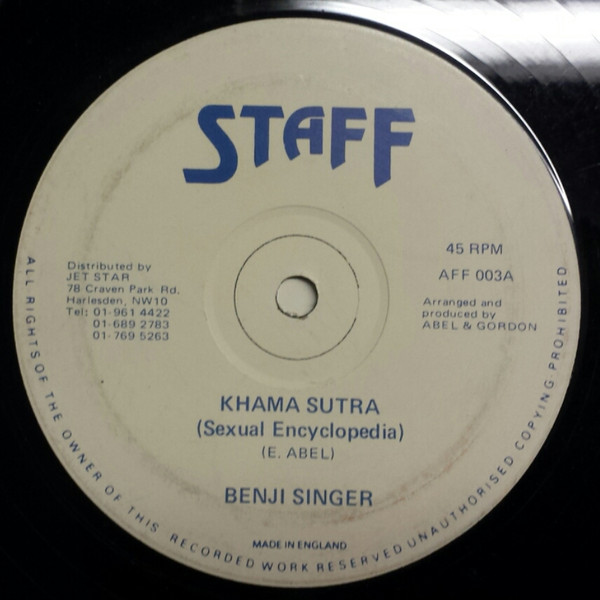 STAFF
45 RPM
AFF 003A
Distributed by
JET STAR
78 Craven Park Rd.
Harlesden, NW10
Tel: 01-961 4422
01-689 2783
01-769 5263
Arranged and
produced by
ABEL & GORDON
KHAMA SUTRA
(Sexual Encyclopedia)
(E. ABEL)
BENJI SINGER
MADE IN ENGLAND
ALL RIGHTS OF THE OWNER OF THIS RECORDED WORK RESERVED UNAUTHORISED COPYING PROHIBITED